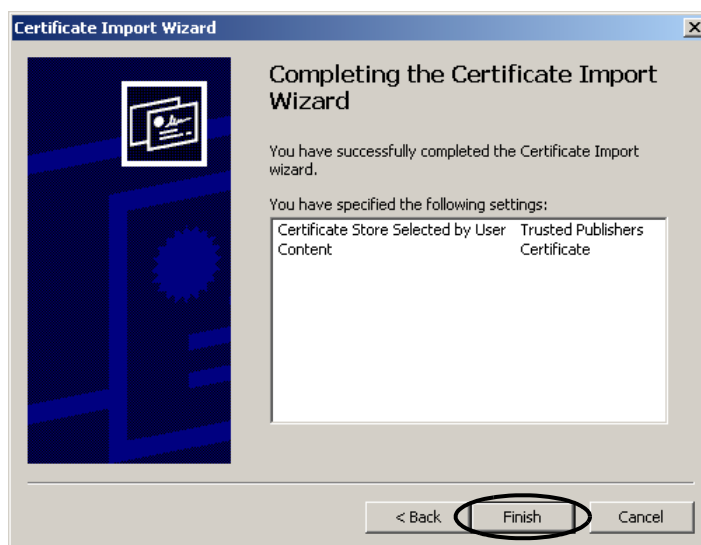 Certificate Import Wizard
Completing the Certificate Import
Wizard
You have successfully completed the Certificate Import
wizard.
You have specified the following settings:
Certificate Store Selected by User Trusted Publishers
Content Certificate
< Back Finish Cancel